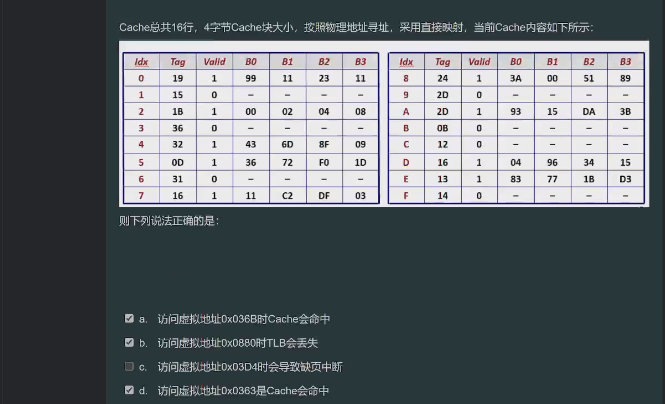 Cache总共16行，4字节Cache块大小，按照物理地址寻址，采用直接映射，当前Cache内容如下所示：
Idx Tag Valid B0 B1 B2 B3 Idx Tag Valid B0 B1 B2 B3
0 19 1 99 11 23 11 8 24 1 3A 00 51 89
1 15 0 – – – – 9 2D 0 – – – –
2 1B 1 00 02 04 08 A 2D 1 93 15 DA 3B
3 36 0 – – – – B 0B 0 – – – –
4 32 1 43 6D 8F 09 C 12 0 – – – –
5 0D 1 36 72 F0 1D D 16 1 04 96 34 15
6 31 0 – – – – E 13 1 83 77 1B D3
7 16 1 11 C2 DF 03 F 14 0 – – – –
则下列说法正确的是：
a. 访问虚拟地址0x036B时Cache会命中
b. 访问虚拟地址0x0880时TLB会丢失
c. 访问虚拟地址0x03D4时会导致缺页中断
d. 访问虚拟地址0x0363是Cache会命中